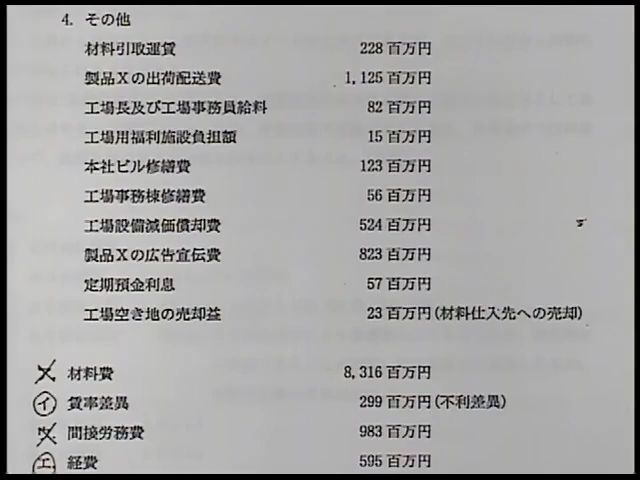 4. その他
材料引取運賃 228 百万円
製品Xの出荷配送費 1,125 百万円
工場長及び工場事務員給料 82 百万円
工場用福利施設負担額 15 百万円
本社ビル修繕費 123 百万円
工場事務棟修繕費 56 百万円
工場設備減価償却費 524 百万円
製品Xの広告宣伝費 823 百万円
定期預金利息 57 百万円
工場空き地の売却益 23 百万円(材料仕入先への売却)
材料費 8,316 百万円
イ 賃率差異 299 百万円(不利差異)
間接労務費 983 百万円
エ 経費 595 百万円